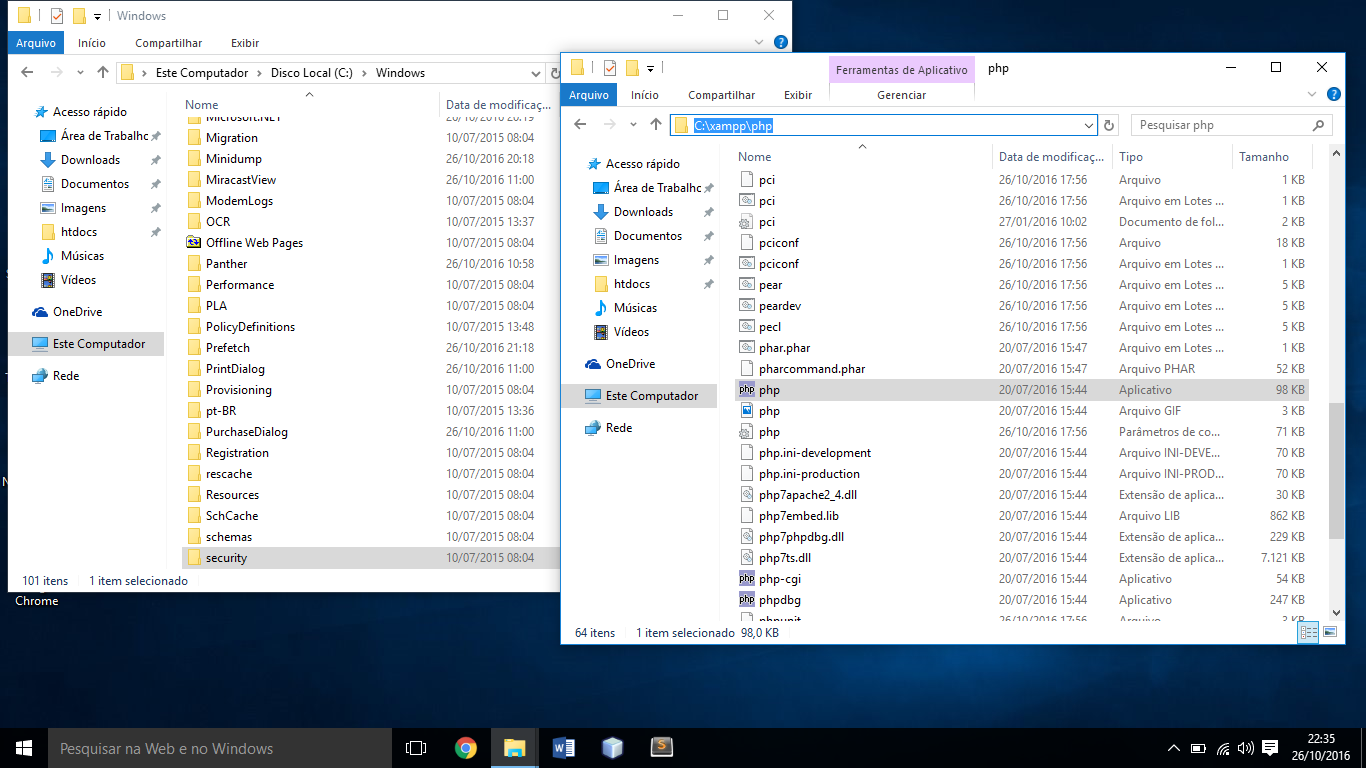 Windows
Arquivo Início Compartilhar Exibir
Este Computador Disco Local (C:) Windows
Nome Data de modificaç...
Acesso rápido
Área de Trabalho
Downloads
Documentos
Imagens
htdocs
Músicas
Vídeos
OneDrive
Este Computador
Rede
Microsoft.NET 26/10/2016 20:19
Migration 10/07/2015 08:04
Minidump 26/10/2016 20:18
MiracastView 26/10/2016 11:00
ModemLogs 10/07/2015 08:04
OCR 10/07/2015 13:37
Offline Web Pages 10/07/2015 08:04
Panther 26/10/2016 10:58
Performance 10/07/2015 08:04
PLA 10/07/2015 08:04
PolicyDefinitions 10/07/2015 13:48
Prefetch 26/10/2016 21:18
PrintDialog 26/10/2016 11:00
Provisioning 10/07/2015 08:04
pt-BR 10/07/2015 13:36
PurchaseDialog 26/10/2016 11:00
Registration 10/07/2015 08:04
rescache 10/07/2015 08:04
Resources 10/07/2015 08:04
SchCache 10/07/2015 08:04
schemas 10/07/2015 08:04
security 10/07/2015 08:04
101 itens 1 item selecionado
Chrome
Ferramentas de Aplicativo php
Arquivo Início Compartilhar Exibir Gerenciar
C:\xampp\php Pesquisar php
Nome Data de modificaç... Tipo Tamanho
Acesso rápido
Área de Trabalho
Downloads
Documentos
Imagens
htdocs
Músicas
Vídeos
OneDrive
Este Computador
Rede
pci 26/10/2016 17:56 Arquivo 1 KB
pci 26/10/2016 17:56 Arquivo em Lotes ... 1 KB
pci 27/01/2016 10:02 Documento de fol... 2 KB
pciconf 26/10/2016 17:56 Arquivo 18 KB
pciconf 26/10/2016 17:56 Arquivo em Lotes ... 1 KB
pear 26/10/2016 17:56 Arquivo em Lotes ... 5 KB
peardev 26/10/2016 17:56 Arquivo em Lotes ... 5 KB
pecl 26/10/2016 17:56 Arquivo em Lotes ... 5 KB
phar.phar 20/07/2016 15:47 Arquivo em Lotes ... 1 KB
pharcommand.phar 20/07/2016 15:47 Arquivo PHAR 52 KB
php php 20/07/2016 15:44 Aplicativo 98 KB
php 20/07/2016 15:44 Arquivo GIF 3 KB
php 26/10/2016 17:56 Parâmetros de co... 71 KB
php.ini-development 20/07/2016 15:44 Arquivo INI-DEVE... 70 KB
php.ini-production 20/07/2016 15:44 Arquivo INI-PROD... 70 KB
php7apache2_4.dll 20/07/2016 15:44 Extensão de aplica... 30 KB
php7embed.lib 20/07/2016 15:44 Arquivo LIB 862 KB
php7phpdbg.dll 20/07/2016 15:44 Extensão de aplica... 229 KB
php7ts.dll 20/07/2016 15:44 Extensão de aplica... 7.121 KB
php php-cgi 20/07/2016 15:44 Aplicativo 54 KB
php phpdbg 20/07/2016 15:44 Aplicativo 247 KB
phpunit 26/10/2016 17:56 Arquivo 3 KB
64 itens 1 item selecionado 98,0 KB
Pesquisar na Web e no Windows
22:35
26/10/2016